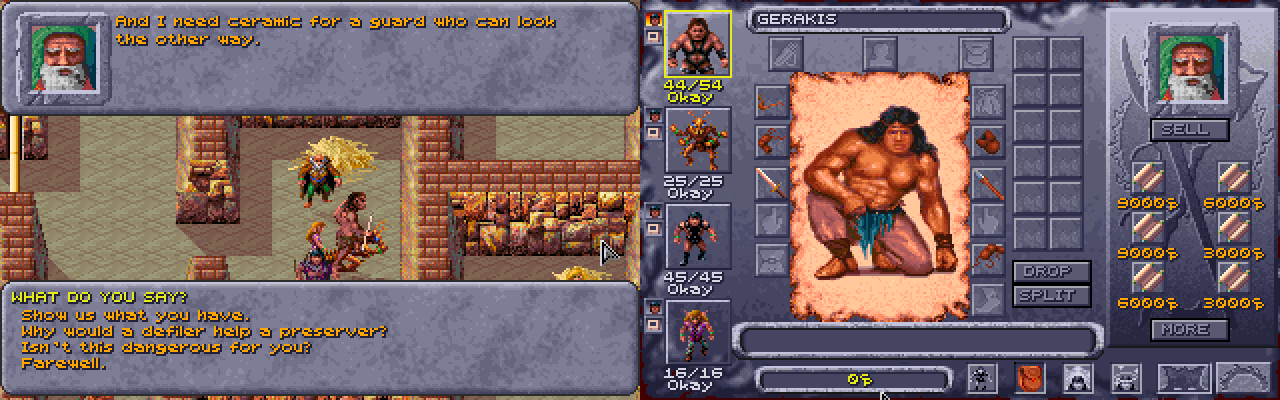 And I need ceramic for a guard who can look
the other way.
WHAT DO YOU SAY?
Show us what you have.
Why would a defiler help a preserver?
Isn't this dangerous for you?
Farewell.
GERAKIS
44/54
Okay
25/25
Okay
45/45
Okay
16/16
Okay
DROP
SPLIT
0
SELL
9000 6000
9000 3000
6000 3000
MORE